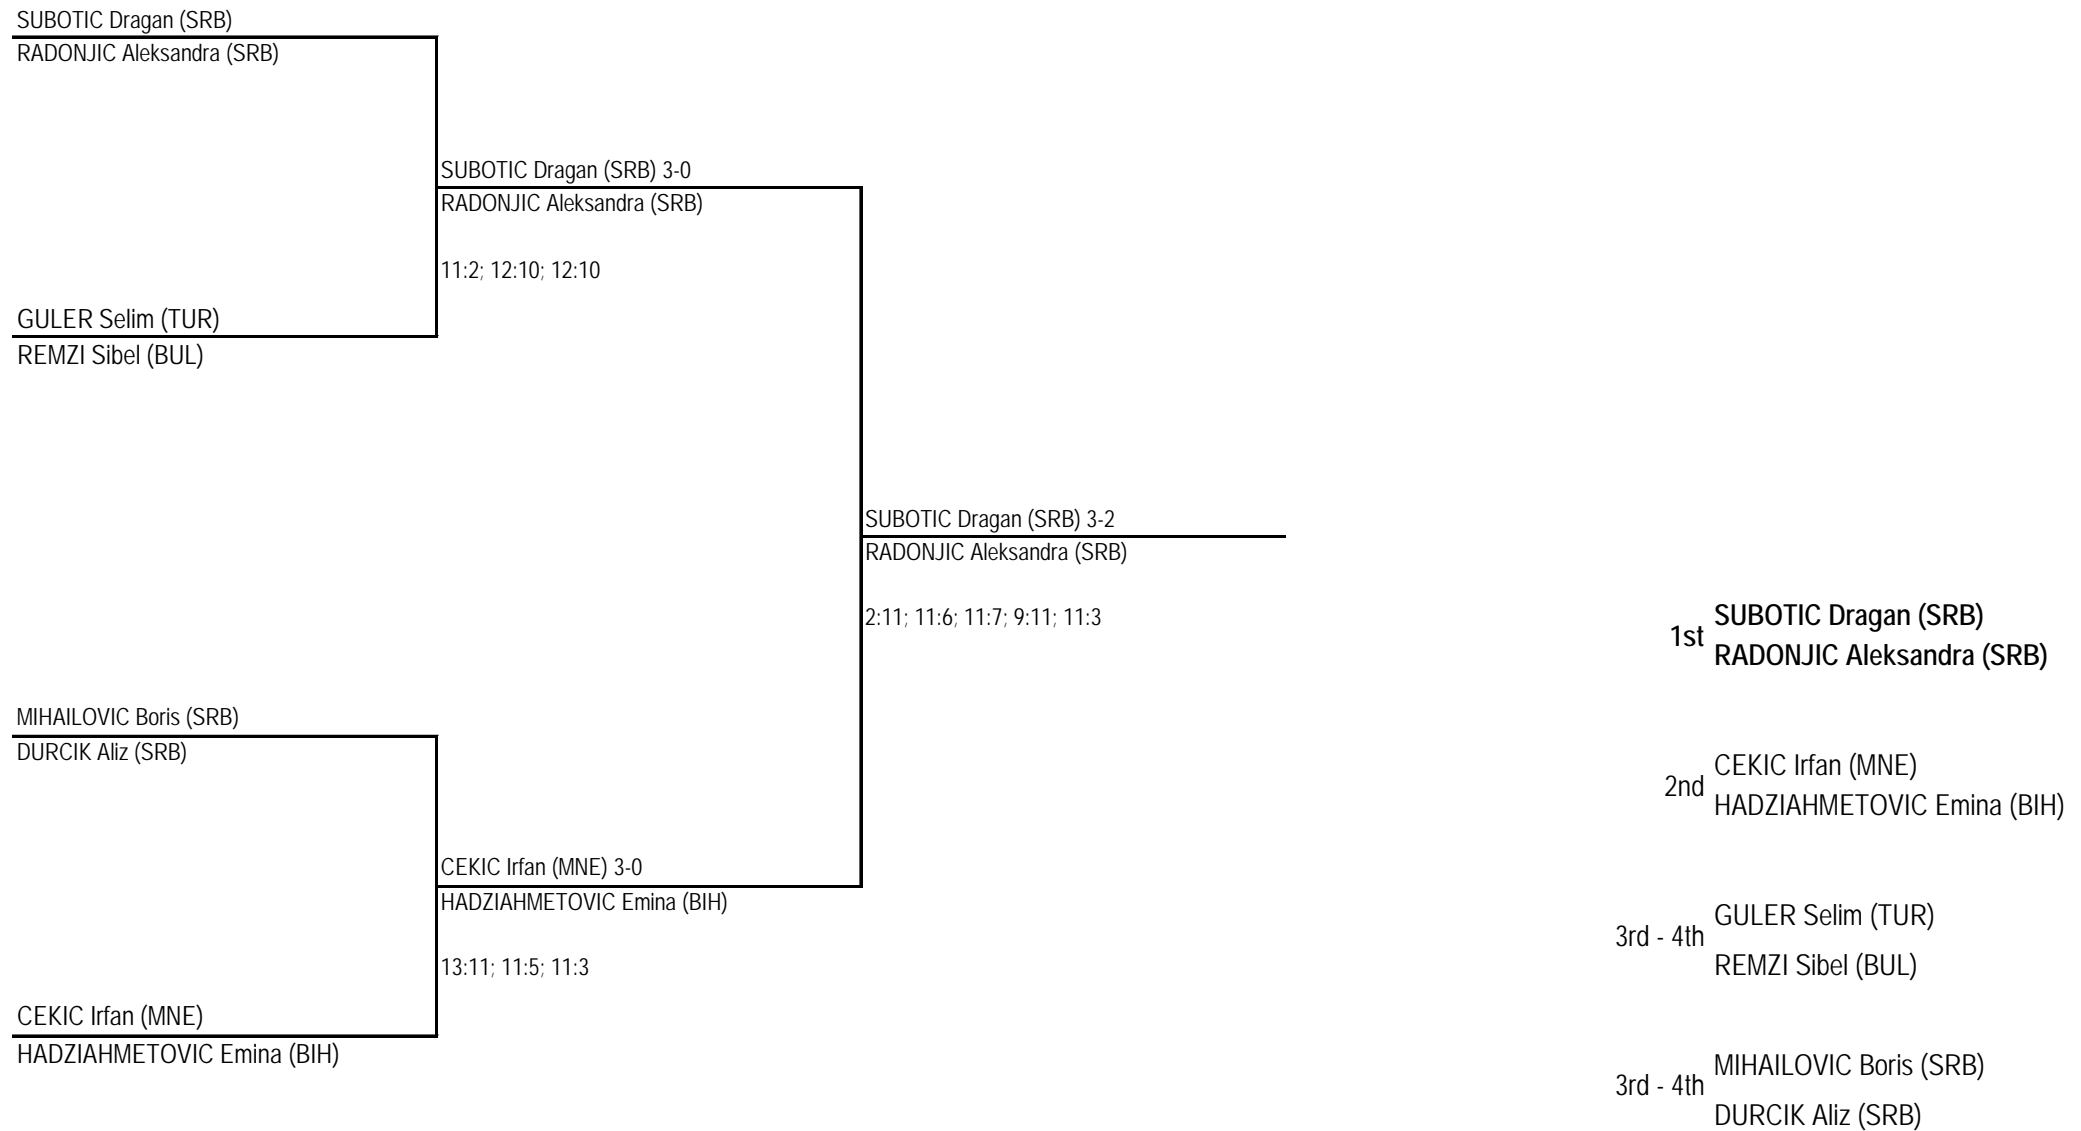 SUBOTIC Dragan (SRB)
RADONJIC Aleksandra (SRB)
SUBOTIC Dragan (SRB) 3-0
RADONJIC Aleksandra (SRB)
11:2; 12:10; 12:10
GULER Selim (TUR)
REMZI Sibel (BUL)
SUBOTIC Dragan (SRB) 3-2
RADONJIC Aleksandra (SRB)
2:11; 11:6; 11:7; 9:11; 11:3
MIHAILOVIC Boris (SRB)
DURCIK Aliz (SRB)
CEKIC Irfan (MNE) 3-0
HADZIAHMETOVIC Emina (BIH)
13:11; 11:5; 11:3
CEKIC Irfan (MNE)
HADZIAHMETOVIC Emina (BIH)
1st
SUBOTIC Dragan (SRB)
RADONJIC Aleksandra (SRB)
2nd
CEKIC Irfan (MNE)
HADZIAHMETOVIC Emina (BIH)
3rd - 4th
GULER Selim (TUR)
REMZI Sibel (BUL)
3rd - 4th
MIHAILOVIC Boris (SRB)
DURCIK Aliz (SRB)